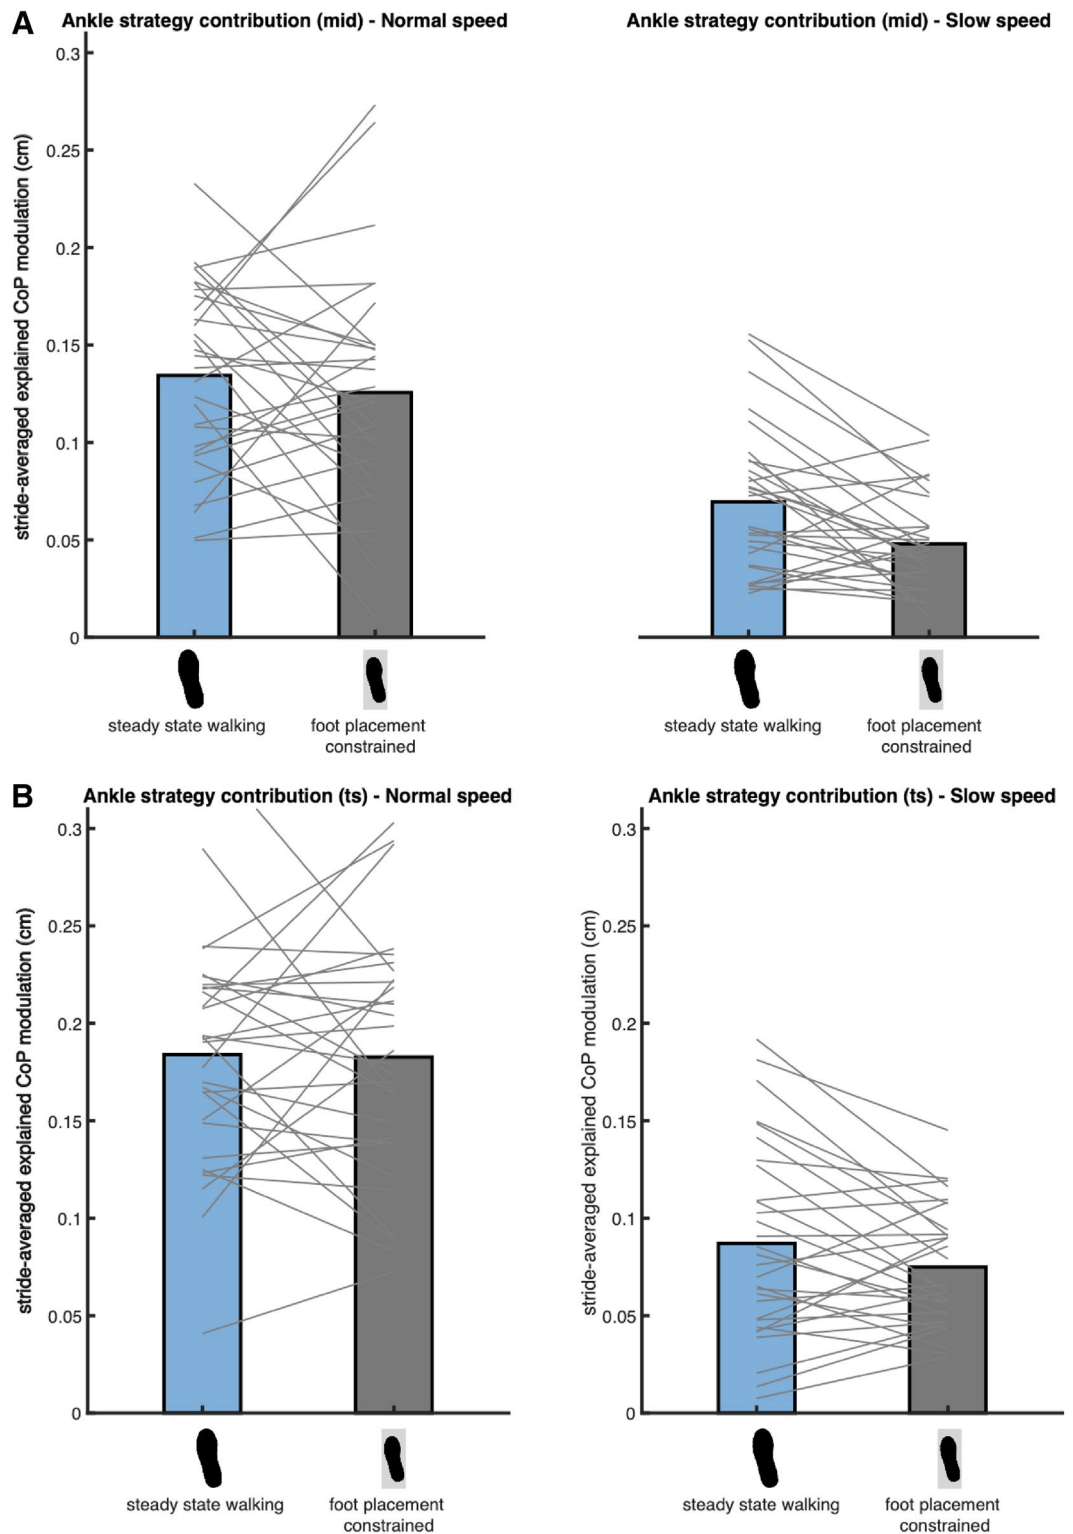 A
Ankle strategy contribution (mid) - Normal speed
Ankle strategy contribution (mid) - Slow speed
stride-averaged explained CoP modulation (cm)
0.3
0.25
0.2
0.15
0.1
0.05
0
steady state walking
foot placement
constrained
steady state walking
foot placement
constrained
B
Ankle strategy contribution (ts) - Normal speed
Ankle strategy contribution (ts) - Slow speed
stride-averaged explained CoP modulation (cm)
0.3
0.25
0.2
0.15
0.1
0.05
0
stride-averaged explained CoP modulation (cm)
0.3
0.25
0.2
0.15
0.1
0.05
0
steady state walking
foot placement
constrained
steady state walking
foot placement
constrained